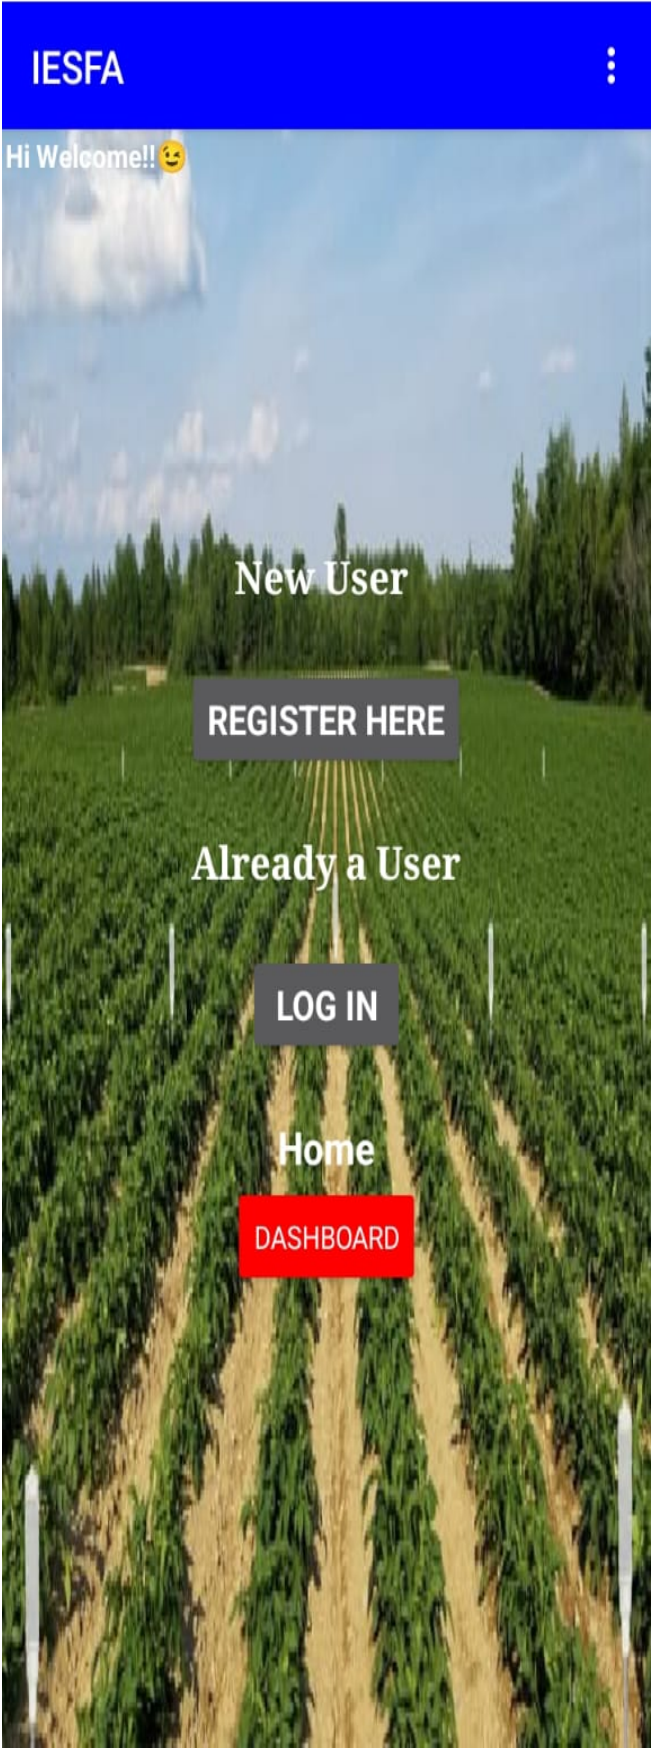 IESFA
Hi Welcome!!😉
New User
REGISTER HERE
Already a User
LOG IN
Home
DASHBOARD